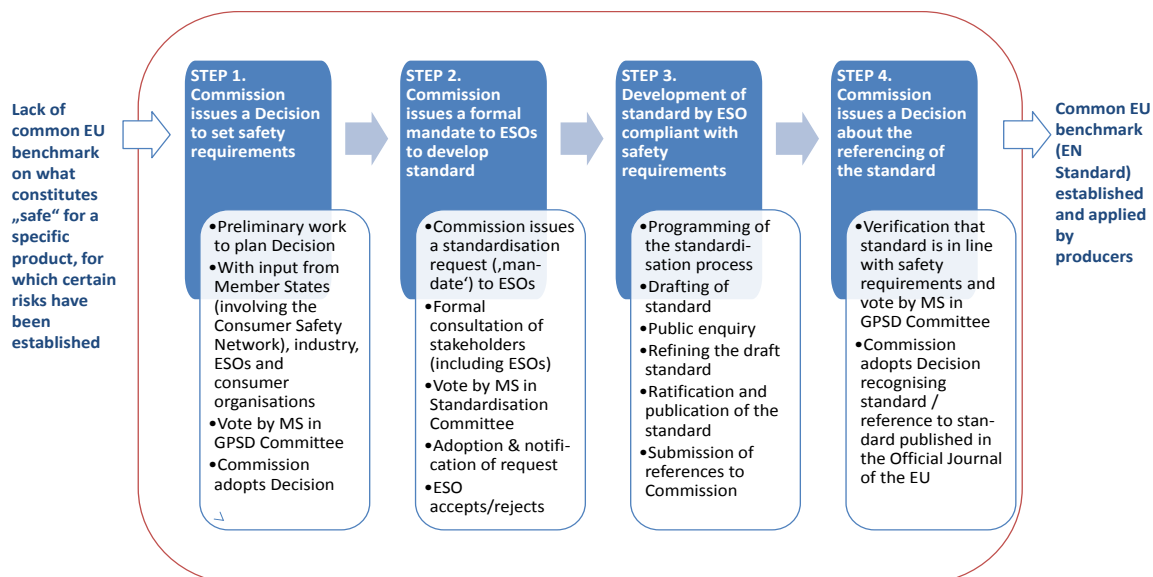 Lack of
common EU
benchmark
on what
constitutes
„safe“ for a
specific
product, for
which certain
risks have
been
established
STEP 1.
Commission
issues a Decision
to set safety
requirements
•Preliminary work
to plan Decision
•With input from
Member States
(involving the
Consumer Safety
Network), industry,
ESOs and
consumer
organisations
•Vote by MS in
GPSD Committee
•Commission
adopts Decision
STEP 2.
Commission
issues a formal
mandate to ESOs
to develop
standard
•Commission issues
a standardisation
request (‚man-
date‘) to ESOs
•Formal
consultation of
stakeholders
(including ESOs)
•Vote by MS in
Standardisation
Committee
•Adoption & notifi-
cation of request
•ESO
accepts/rejects
STEP 3.
Development of
standard by ESO
compliant with
safety
requirements
•Programming of
the standardi-
sation process
•Drafting of
standard
•Public enquiry
•Refining the draft
standard
•Ratification and
publication of the
standard
•Submission of
references to
Commission
STEP 4.
Commission
issues a Decision
about the
referencing of
the standard
•Verification that
standard is in line
with safety
requirements and
vote by MS in
GPSD Committee
•Commission
adopts Decision
recognising
standard /
reference to stan-
dard published in
the Official Journal
of the EU
Common EU
benchmark
(EN
Standard)
established
and applied
by
producers